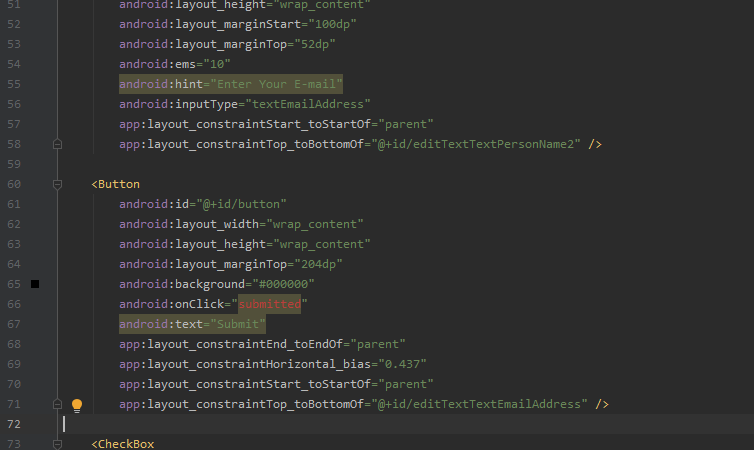 51 android:layout_height="wrap_content"
52 android:layout_marginStart="100dp"
53 android:layout_marginTop="52dp"
54 android:ems="10"
55 android:hint="Enter Your E-mail"
56 android:inputType="textEmailAddress"
57 app:layout_constraintStart_toStartOf="parent"
58 app:layout_constraintTop_toBottomOf="@+id/editTextTextPersonName2" />
59
60 <Button
61 android:id="@+id/button"
62 android:layout_width="wrap_content"
63 android:layout_height="wrap_content"
64 android:layout_marginTop="204dp"
65 android:background="#000000"
66 android:onClick="submitted"
67 android:text="Submit"
68 app:layout_constraintEnd_toEndOf="parent"
69 app:layout_constraintHorizontal_bias="0.437"
70 app:layout_constraintStart_toStartOf="parent"
71 app:layout_constraintTop_toBottomOf="@+id/editTextTextEmailAddress" />
72
73 <CheckBox